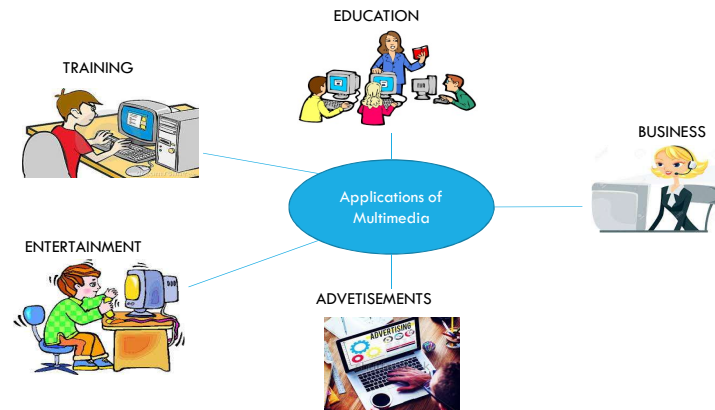 EDUCATION
TRAINING
BUSINESS
Applications of
Multimedia
ENTERTAINMENT
ADVETISEMENTS
ADVERTISING